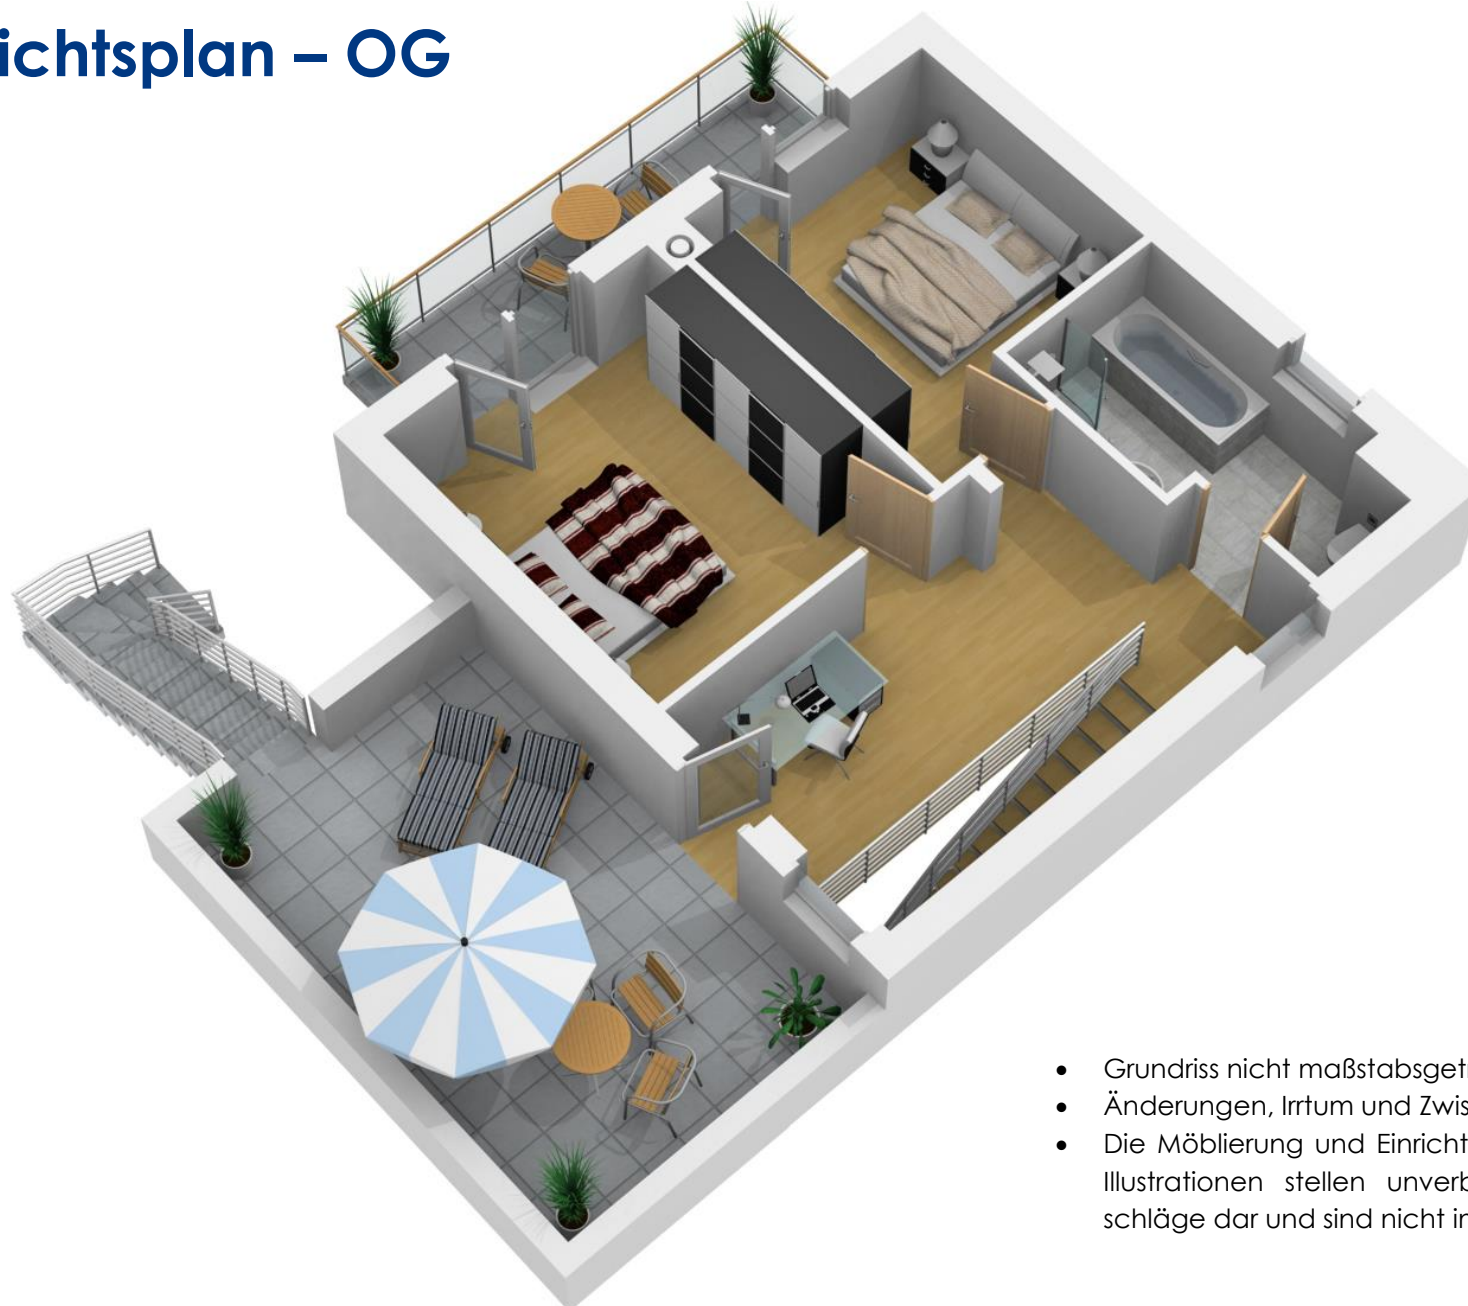 ichtsplan – OG
• Grundriss nicht maßstabsget
• Änderungen, Irrtum und Zwis
• Die Möblierung und Einricht
Illustrationen stellen unverb
schläge dar und sind nicht in